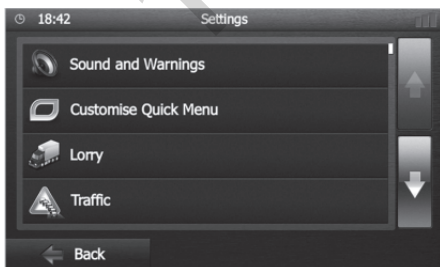 18:42 Settings
Sound and Warnings
Customise Quick Menu
Lorry
Traffic
Back